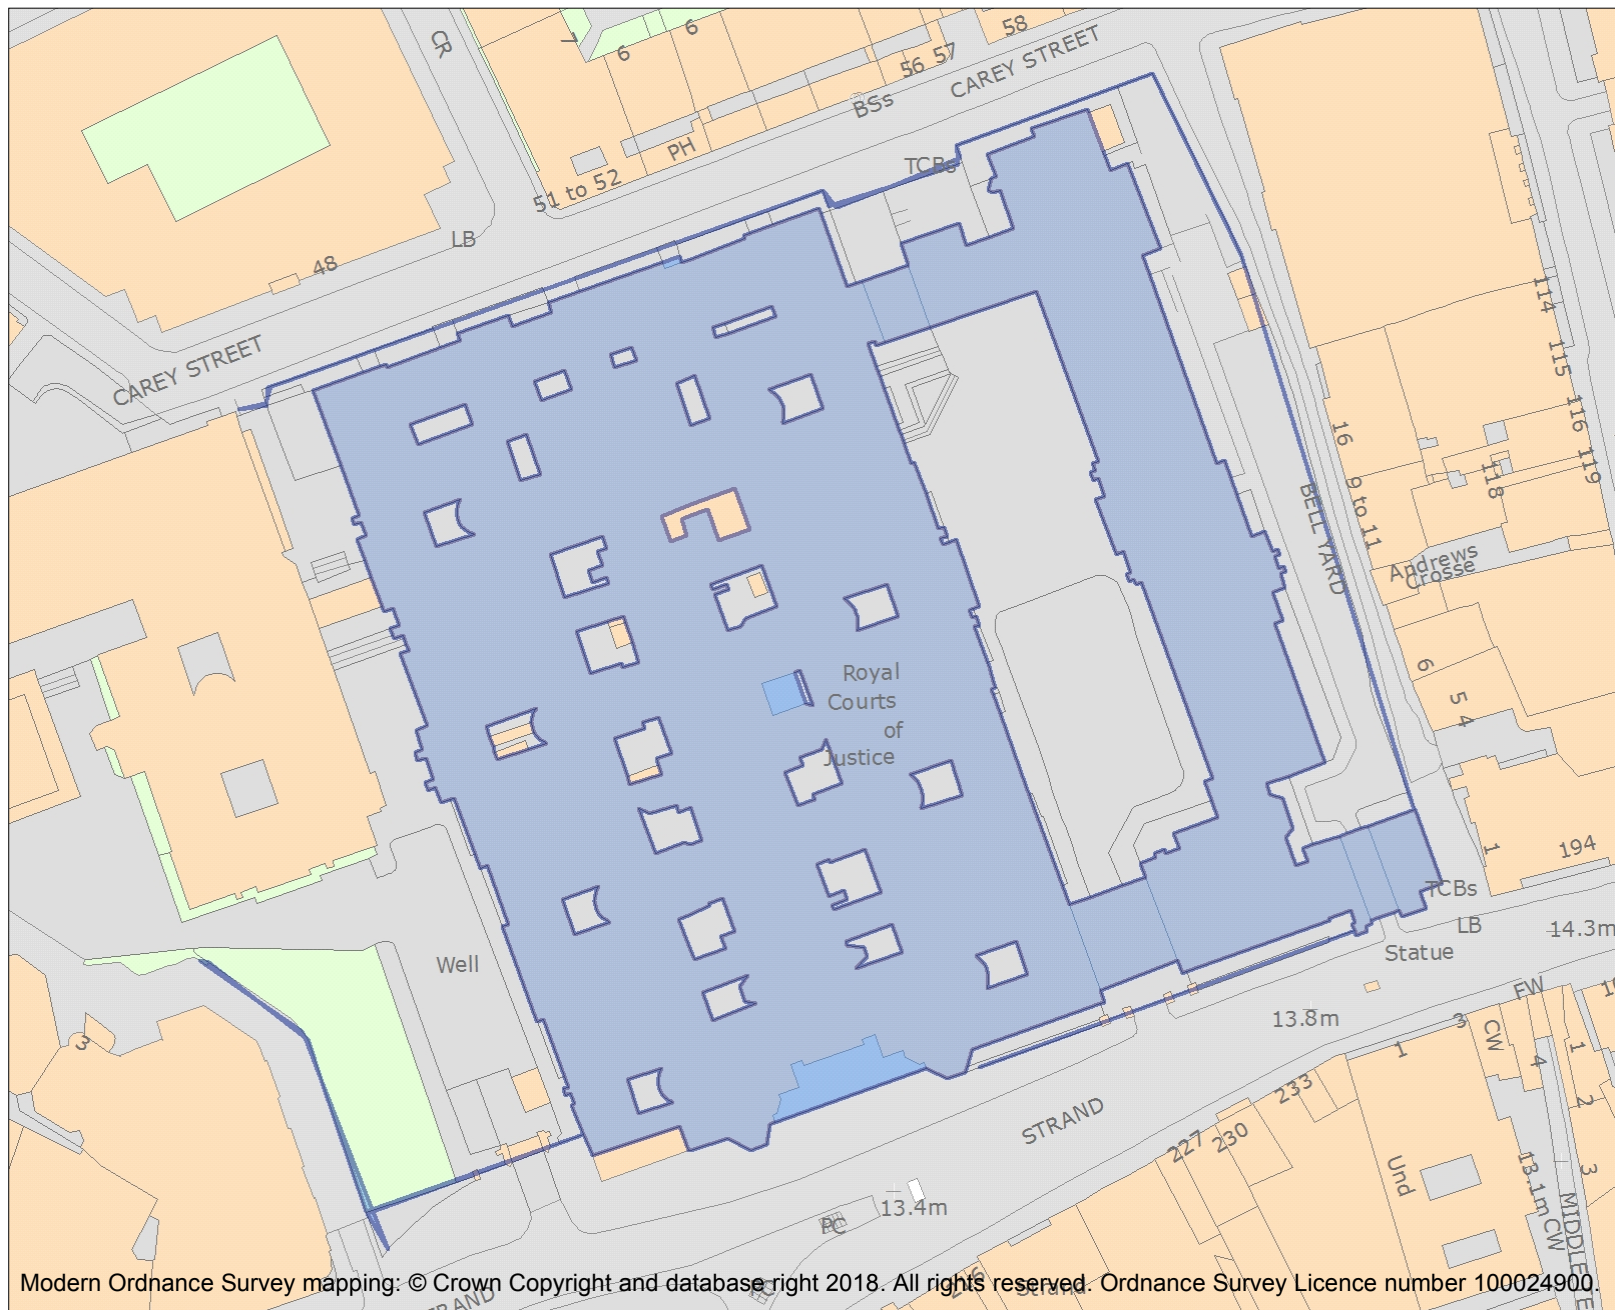 CR
7
6
6
58
57
56
CAREY STREET
BSs
PH
51 to 52
TCBs
LB
48
CAREY STREET
114
115
116
119
118
16
9 to 11
BELL YARD
Andrews
Crosse
6
5
4
Royal
Courts
of
Justice
1
194
TCBs
LB
14.3m
Statue
Well
FW
13.8m
3
3
CW
1
4
1
2
233
STRAND
230
227
Und
3
13.1m
CW
MIDDLE
TE
13.4m
PC
Strand
STRAND
Modern Ordnance Survey mapping: © Crown Copyright and database right 2018. All rights reserved. Ordnance Survey Licence number 100024900.